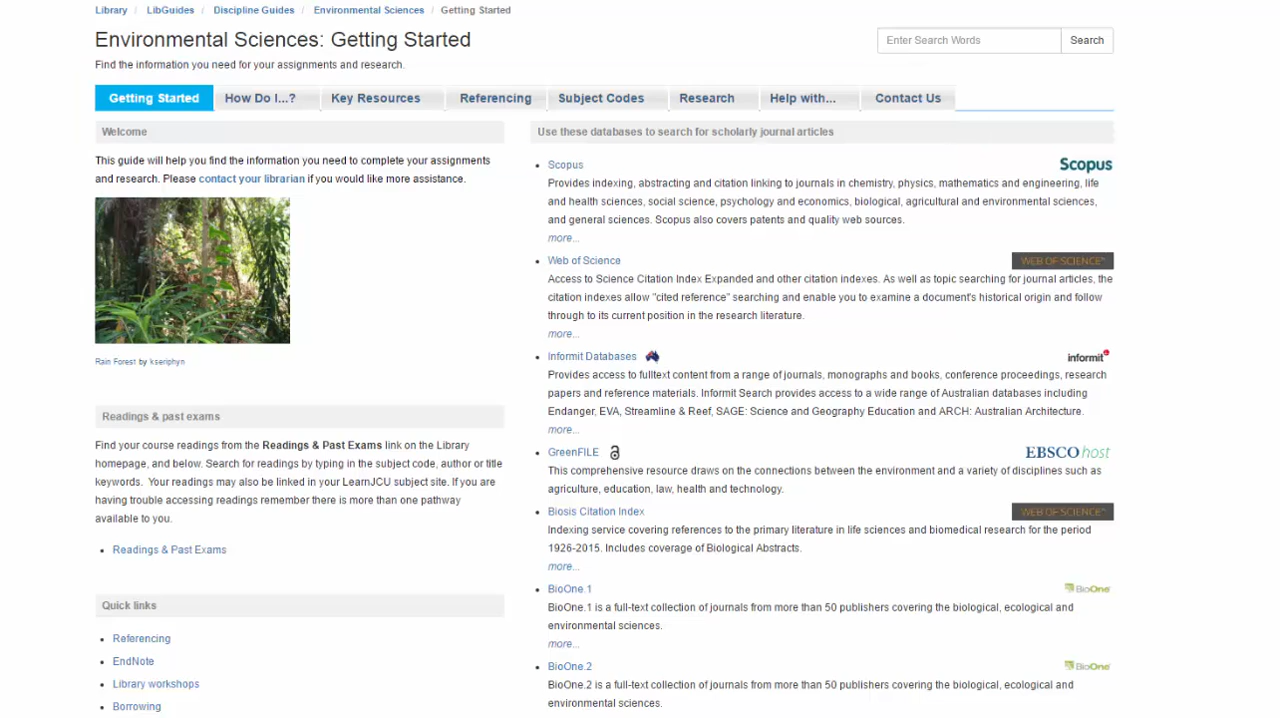 Library / LibGuides / Discipline Guides / Environmental Sciences / Getting Started
Environmental Sciences: Getting Started
Enter Search Words
Search
Find the information you need for your assignments and research.
Getting Started
How Do I...?
Key Resources
Referencing
Subject Codes
Research
Help with...
Contact Us
Welcome
This guide will help you find the information you need to complete your assignments
and research. Please contact your librarian if you would like more assistance.
Rain Forest by kseriphyn
Readings & past exams
Find your course readings from the Readings & Past Exams link on the Library
homepage, and below. Search for readings by typing in the subject code, author or title
keywords. Your readings may also be linked in your LearnJCU subject site. If you are
having trouble accessing readings remember there is more than one pathway
available to you.
Readings & Past Exams
Quick links
Referencing
EndNote
Library workshops
Borrowing
Use these databases to search for scholarly journal articles
Scopus
Scopus
Provides indexing, abstracting and citation linking to journals in chemistry, physics, mathematics and engineering, life
and health sciences, social science, psychology and economics, biological, agricultural and environmental sciences,
and general sciences. Scopus also covers patents and quality web sources.
more...
Web of Science
WEB OF SCIENCE™
Access to Science Citation Index Expanded and other citation indexes. As well as topic searching for journal articles, the
citation indexes allow "cited reference" searching and enable you to examine a document's historical origin and follow
through to its current position in the research literature.
more...
Informit Databases
informit
Provides access to fulltext content from a range of journals, monographs and books, conference proceedings, research
papers and reference materials. Informit Search provides access to a wide range of Australian databases including
Endanger, EVA, Streamline & Reef, SAGE: Science and Geography Education and ARCH: Australian Architecture.
more...
GreenFILE
EBSCO host
This comprehensive resource draws on the connections between the environment and a variety of disciplines such as
agriculture, education, law, health and technology.
Biosis Citation Index
WEB OF SCIENCE™
Indexing service covering references to the primary literature in life sciences and biomedical research for the period
1926-2015. Includes coverage of Biological Abstracts.
more...
BioOne.1
BioOne
BioOne.1 is a full-text collection of journals from more than 50 publishers covering the biological, ecological and
environmental sciences.
more...
BioOne.2
BioOne
BioOne.2 is a full-text collection of journals from more than 50 publishers covering the biological, ecological and
environmental sciences.